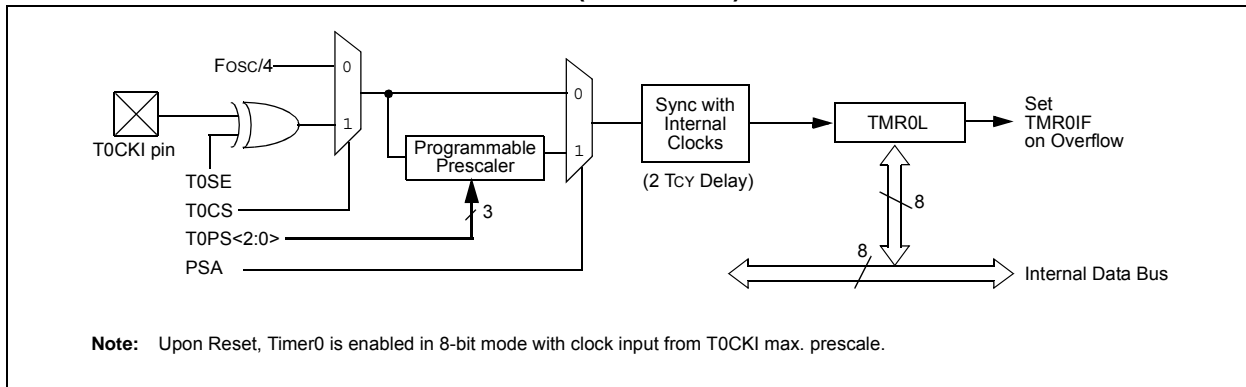 FOSC/4
0
1
T0CKI pin
T0SE
T0CS
T0PS<2:0>
PSA
Programmable
Prescaler
3
0
1
Sync with
Internal
Clocks
(2 TCY Delay)
TMR0L
Set
TMR0IF
on Overflow
8
8
Internal Data Bus
Note: Upon Reset, Timer0 is enabled in 8-bit mode with clock input from T0CKI max. prescale.